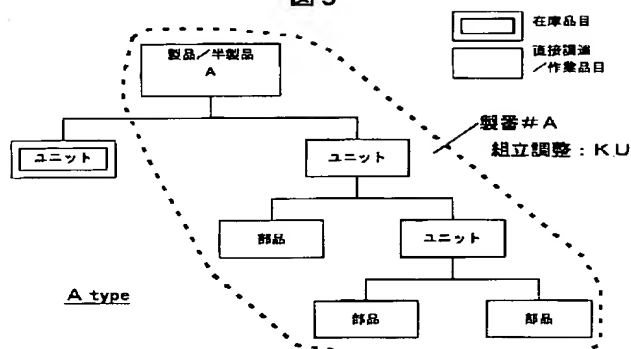 図5
在庫品目
直接調達
／作業品目
製品／半製品
A
製番#A
組立調整：KU
ユニット
ユニット
部品
ユニット
A type
部品
部品